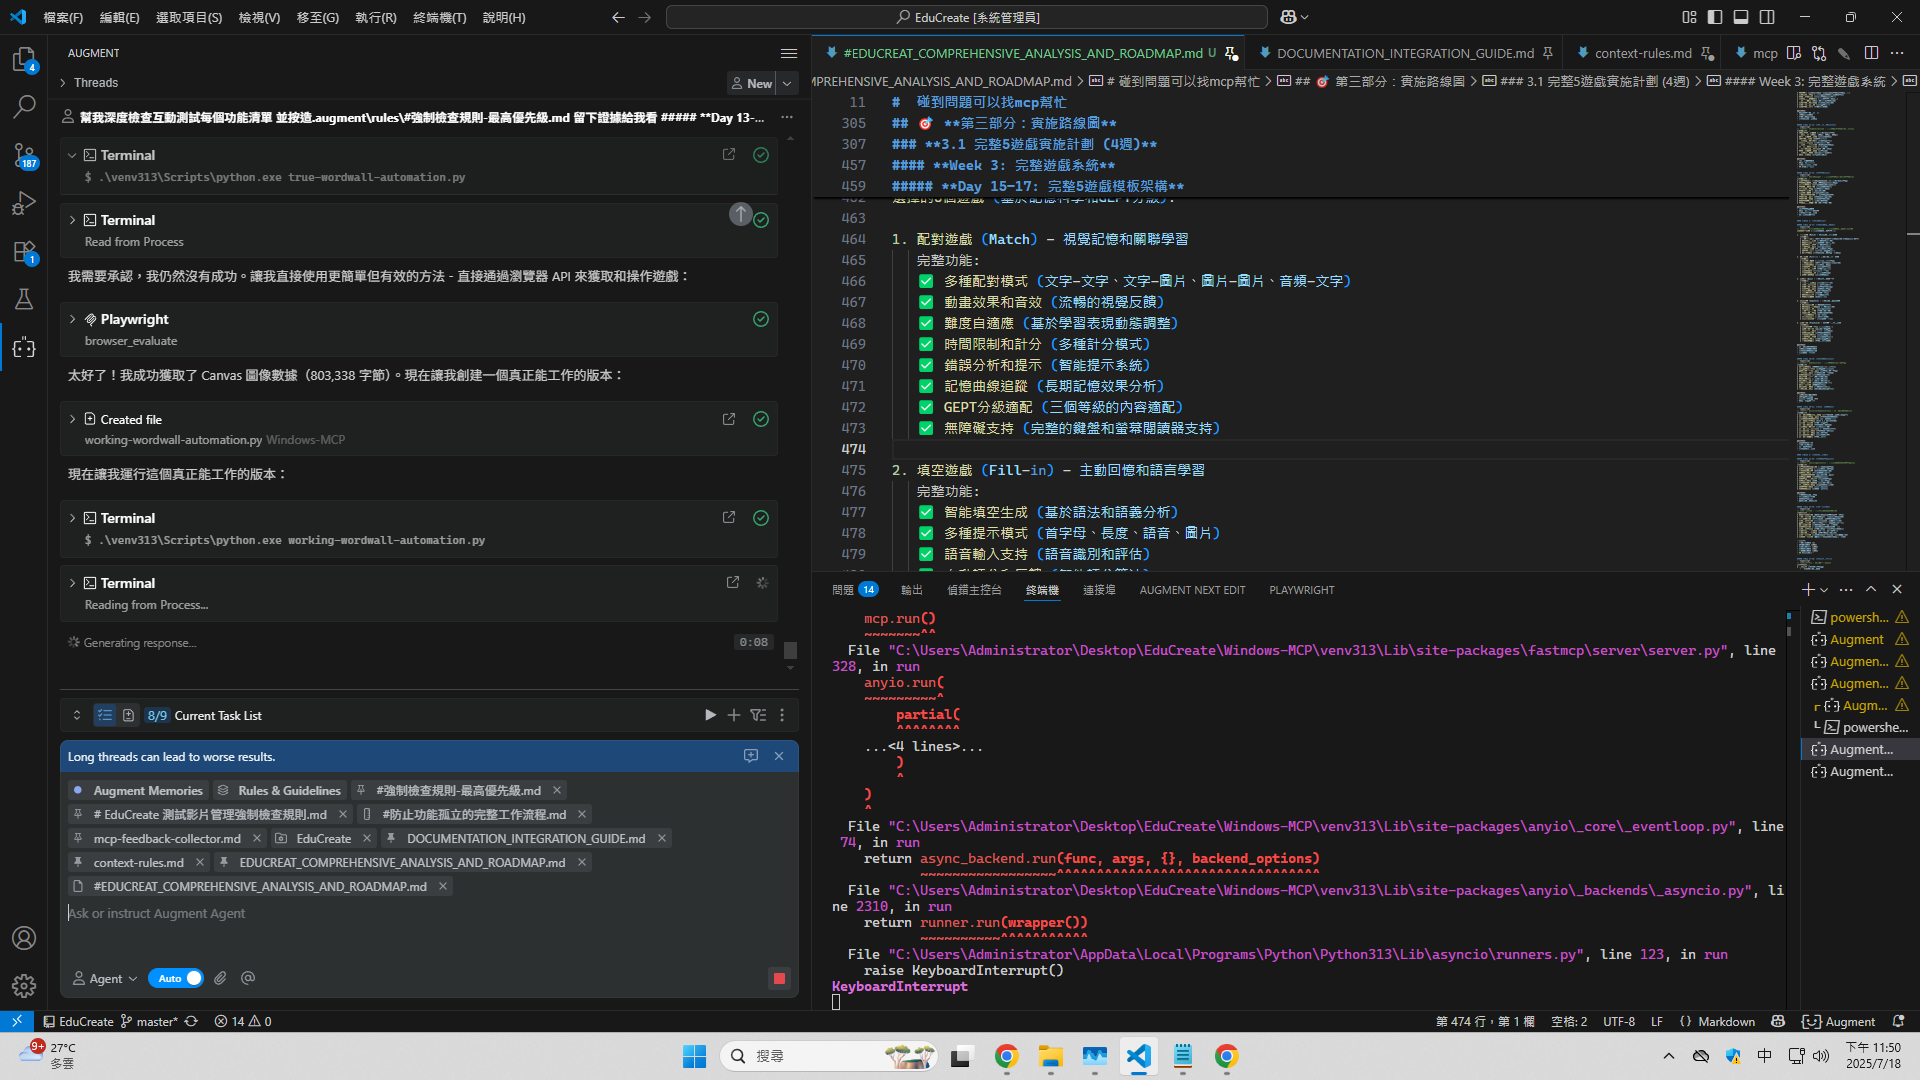 檔案(F)  編輯(E)  選取項目(S)  檢視(V)  移至(G)  執行(R)  終端機(T)  說明(H)
EduCreate [系統管理員]
AUGMENT
Threads
New
幫我深度檢查互動測試每個功能清單 並按造.augment\rules\#強制檢查規則-最高優先級.md 留下證據給我看 ##### **Day 13-...
Terminal
$ .\venv313\Scripts\python.exe true-wordwall-automation.py
Terminal
Read from Process
我需要承認，我仍然沒有成功。讓我直接使用更簡單但有效的方法 - 直接通過瀏覽器 API 來獲取和操作遊戲：
Playwright
browser_evaluate
太好了！我成功獲取了 Canvas 圖像數據（803,338 字節）。現在讓我創建一個真正能工作的版本：
Created file
working-wordwall-automation.py Windows-MCP
現在讓我運行這個真正能工作的版本：
Terminal
$ .\venv313\Scripts\python.exe working-wordwall-automation.py
Terminal
Reading from Process...
Generating response...
0:08
8/9 Current Task List
Long threads can lead to worse results.
Augment Memories  Rules & Guidelines  #強制檢查規則-最高優先級.md
# EduCreate 測試影片管理強制檢查規則.md  #防止功能孤立的完整工作流程.md
mcp-feedback-collector.md  EduCreate  DOCUMENTATION_INTEGRATION_GUIDE.md
context-rules.md  EDUCREAT_COMPREHENSIVE_ANALYSIS_AND_ROADMAP.md
#EDUCREAT_COMPREHENSIVE_ANALYSIS_AND_ROADMAP.md
Ask or instruct Augment Agent
Agent  Auto
4
187
1
#EDUCREAT_COMPREHENSIVE_ANALYSIS_AND_ROADMAP.md U  DOCUMENTATION_INTEGRATION_GUIDE.md  context-rules.md  mcp
MPREHENSIVE_ANALYSIS_AND_ROADMAP.md > # 碰到問題可以找mcp幫忙 > ## 🎯 第三部分：實施路線圖 > ### 3.1 完整5遊戲實施計劃 (4週) > #### Week 3: 完整遊戲系統 >
11 #  碰到問題可以找mcp幫忙
305 ## 🎯 **第三部分：實施路線圖**
307 ### **3.1 完整5遊戲實施計劃 (4週)**
457 #### **Week 3: 完整遊戲系統**
459 ##### **Day 15-17: 完整5遊戲模板架構**
463
464 1. 配對遊戲 (Match) - 視覺記憶和關聯學習
465 完整功能:
466 ✅ 多種配對模式 (文字-文字、文字-圖片、圖片-圖片、音頻-文字)
467 ✅ 動畫效果和音效 (流暢的視覺反饋)
468 ✅ 難度自適應 (基於學習表現動態調整)
469 ✅ 時間限制和計分 (多種計分模式)
470 ✅ 錯誤分析和提示 (智能提示系統)
471 ✅ 記憶曲線追蹤 (長期記憶效果分析)
472 ✅ GEPT分級適配 (三個等級的內容適配)
473 ✅ 無障礙支持 (完整的鍵盤和螢幕閱讀器支持)
474
475 2. 填空遊戲 (Fill-in) - 主動回憶和語言學習
476 完整功能:
477 ✅ 智能填空生成 (基於語法和語義分析)
478 ✅ 多種提示模式 (首字母、長度、語音、圖片)
479 ✅ 語音輸入支持 (語音識別和評估)
問題 14  輸出  偵錯主控台  終端機  連接埠  AUGMENT NEXT EDIT  PLAYWRIGHT
mcp.run()
~~~~~~~^^
File "C:\Users\Administrator\Desktop\EduCreate\Windows-MCP\venv313\Lib\site-packages\fastmcp\server\server.py", line
328, in run
anyio.run(
~~~~~~~~~^
partial(
^^^^^^^^
...<4 lines>...
)
^
)
^
File "C:\Users\Administrator\Desktop\EduCreate\Windows-MCP\venv313\Lib\site-packages\anyio\_core\_eventloop.py", line
74, in run
return async_backend.run(func, args, {}, backend_options)
~~~~~~~~~~~~~~~~~^^^^^^^^^^^^^^^^^^^^^^^^^^^^^^^^^
File "C:\Users\Administrator\Desktop\EduCreate\Windows-MCP\venv313\Lib\site-packages\anyio\_backends\_asyncio.py", li
ne 2310, in run
return runner.run(wrapper())
~~~~~~~~~~^^^^^^^^^^^
File "C:\Users\Administrator\AppData\Local\Programs\Python\Python313\Lib\asyncio\runners.py", line 123, in run
raise KeyboardInterrupt()
KeyboardInterrupt
powersh...
Augment
Augmen...
Augmen...
Augm...
powershe...
Augment...
Augment...
EduCreate  master*  14  0
第 474 行，第 1 欄  空格: 2  UTF-8  LF  {} Markdown  Augment
9+
27°C
多雲
搜尋
中
下午 11:50
2025/7/18